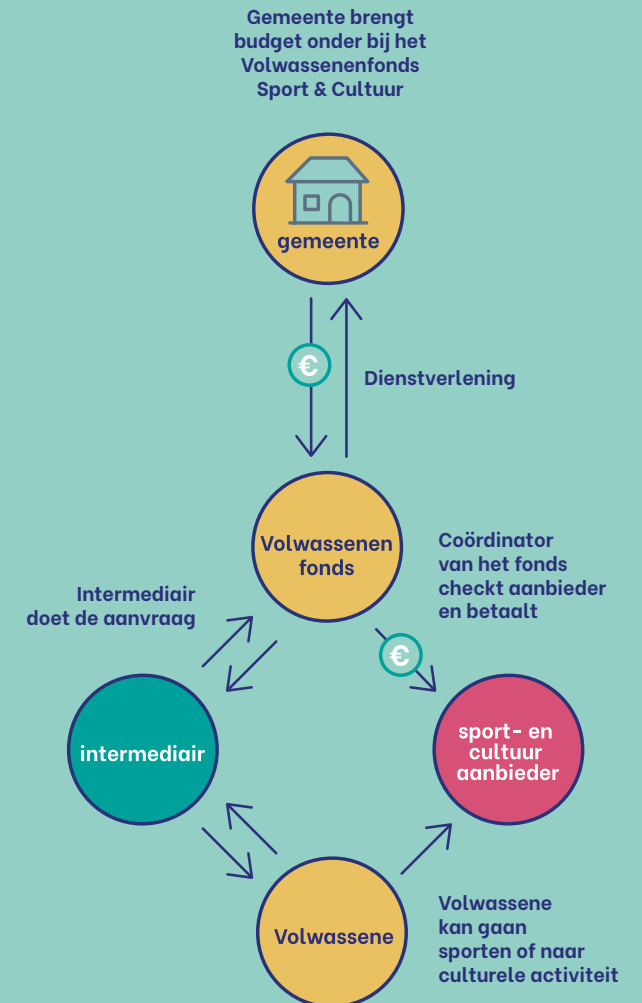 Gemeente brengt
budget onder bij het
Volwassenenfonds
Sport & Cultuur
gemeente
€
Dienstverlening
Volwassenen
fonds
Coördinator
van het fonds
checkt aanbieder
en betaalt
Intermediair
doet de aanvraag
€
intermediair
sport- en
cultuur
aanbieder
Volwassene
Volwassene
kan gaan
sporten of naar
culturele activiteit